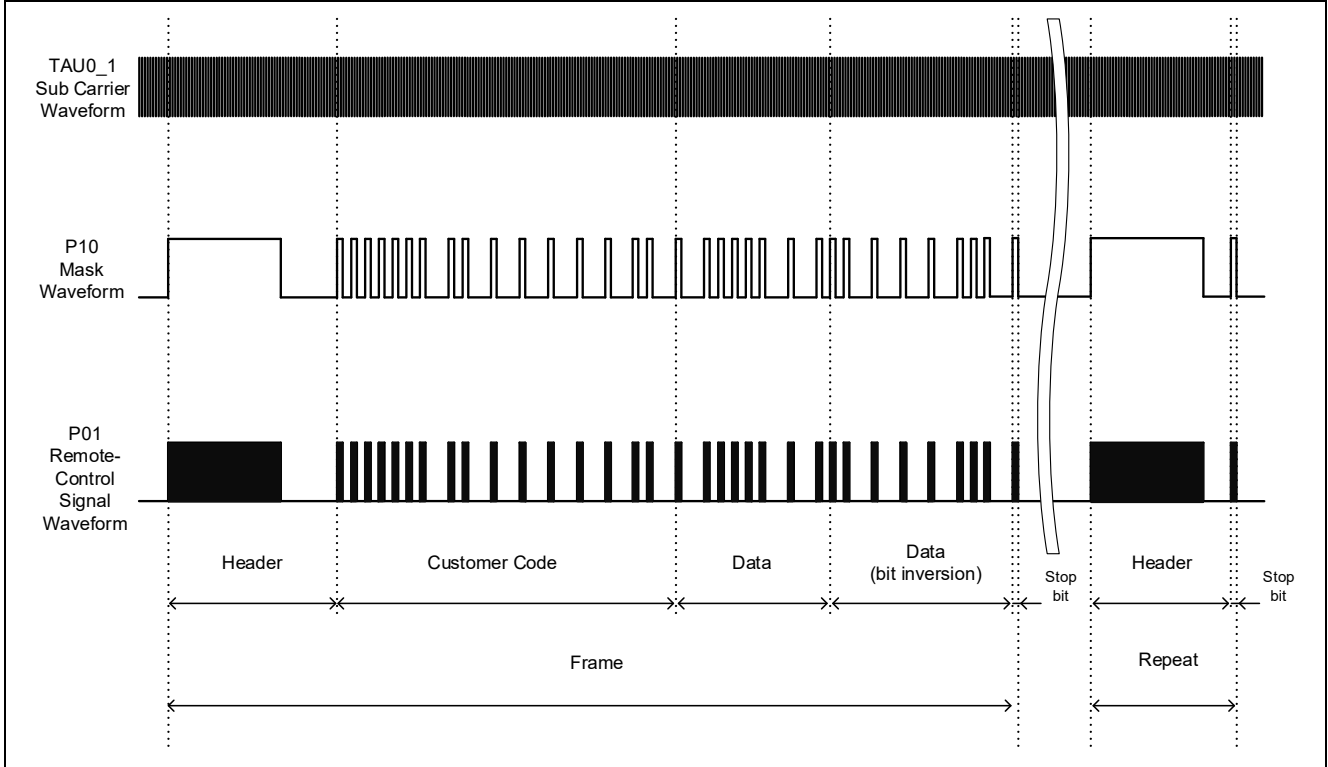 TAU0_1
Sub Carrier
Waveform
P10
Mask
Waveform
P01
Remote-
Control
Signal
Waveform
Header
Customer Code
Data
Data
(bit inversion)
Stop
bit
Header
Stop
bit
Frame
Repeat